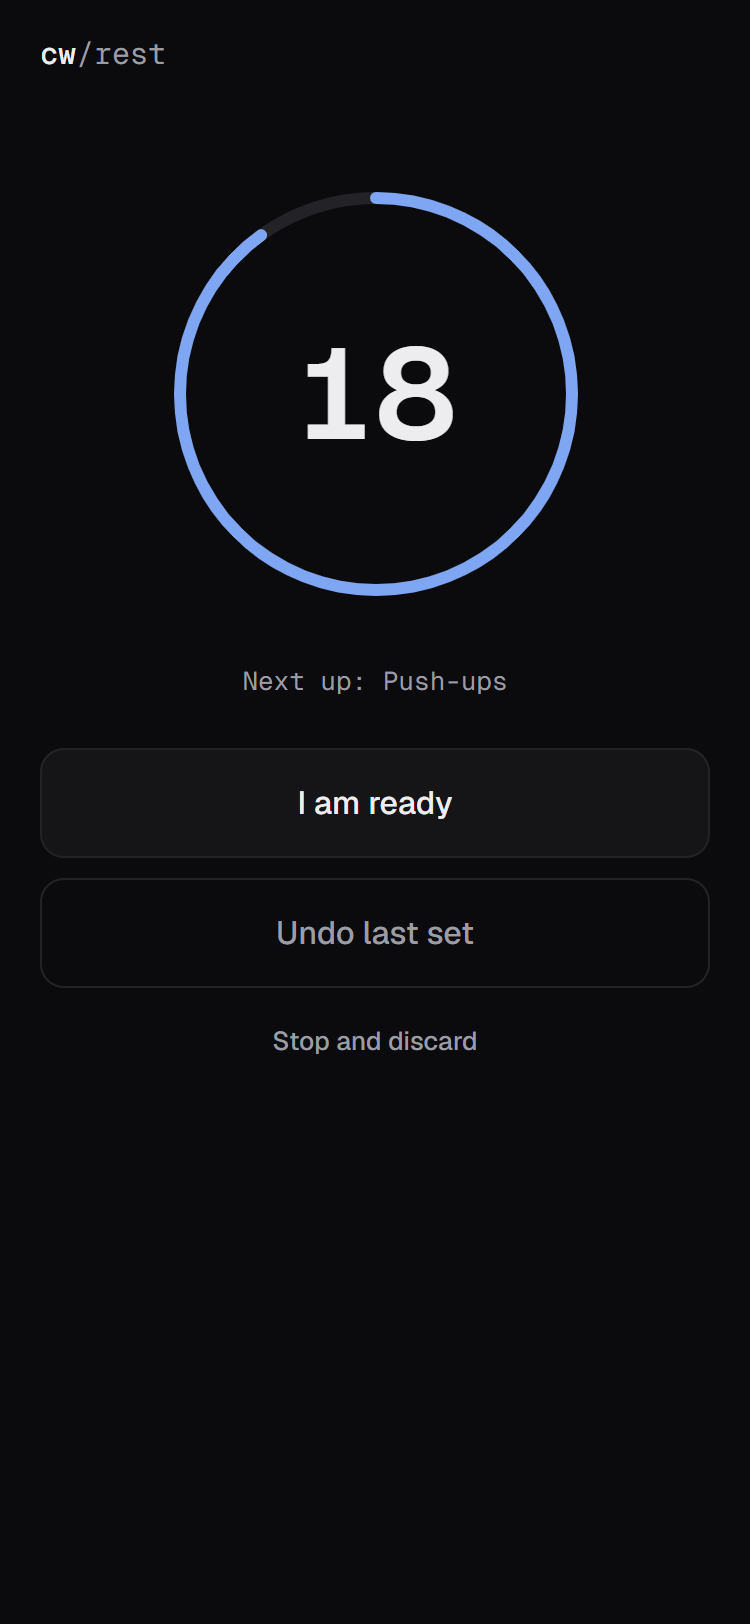 cw/rest
18
Next up: Push-ups
I am ready
Undo last set
Stop and discard